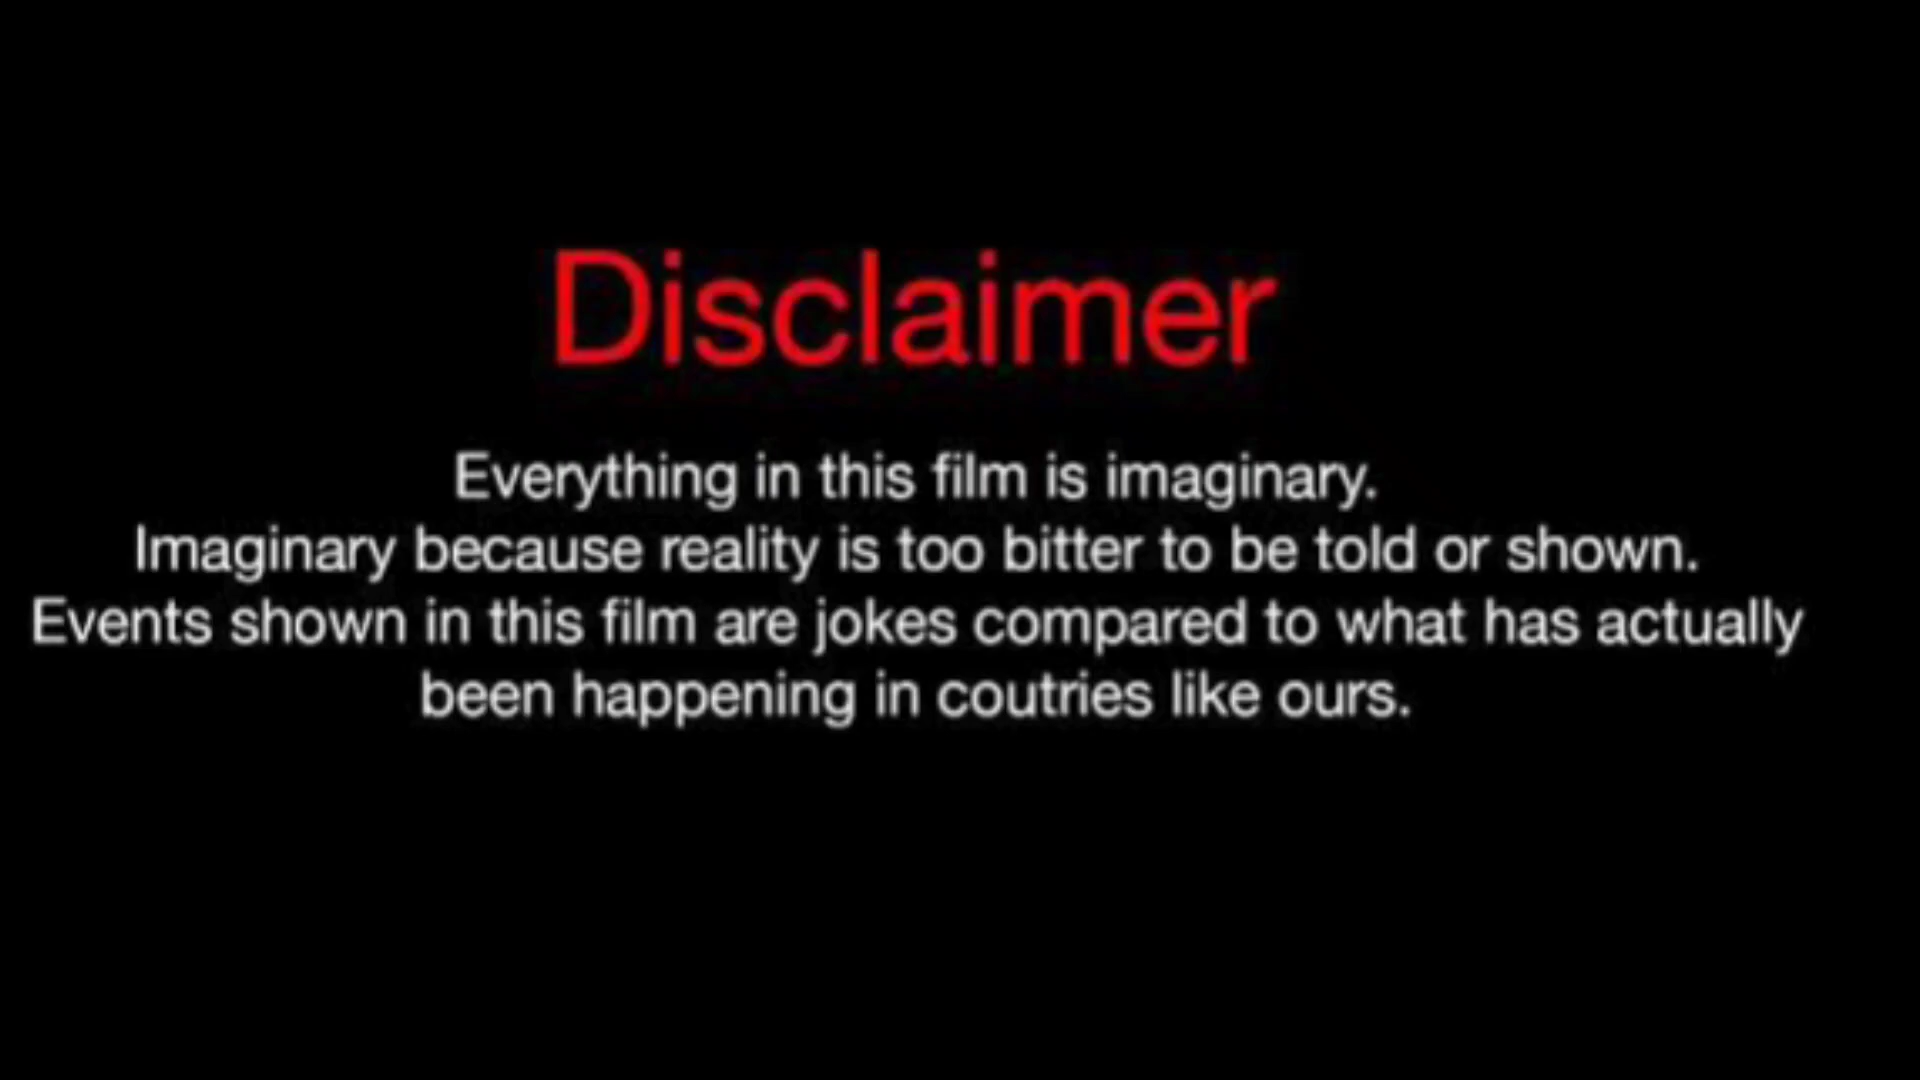 Disclaimer
Everything in this film is imaginary.
Imaginary because reality is too bitter to be told or shown.
Events shown in this film are jokes compared to what has actually
been happening in coutries like ours.